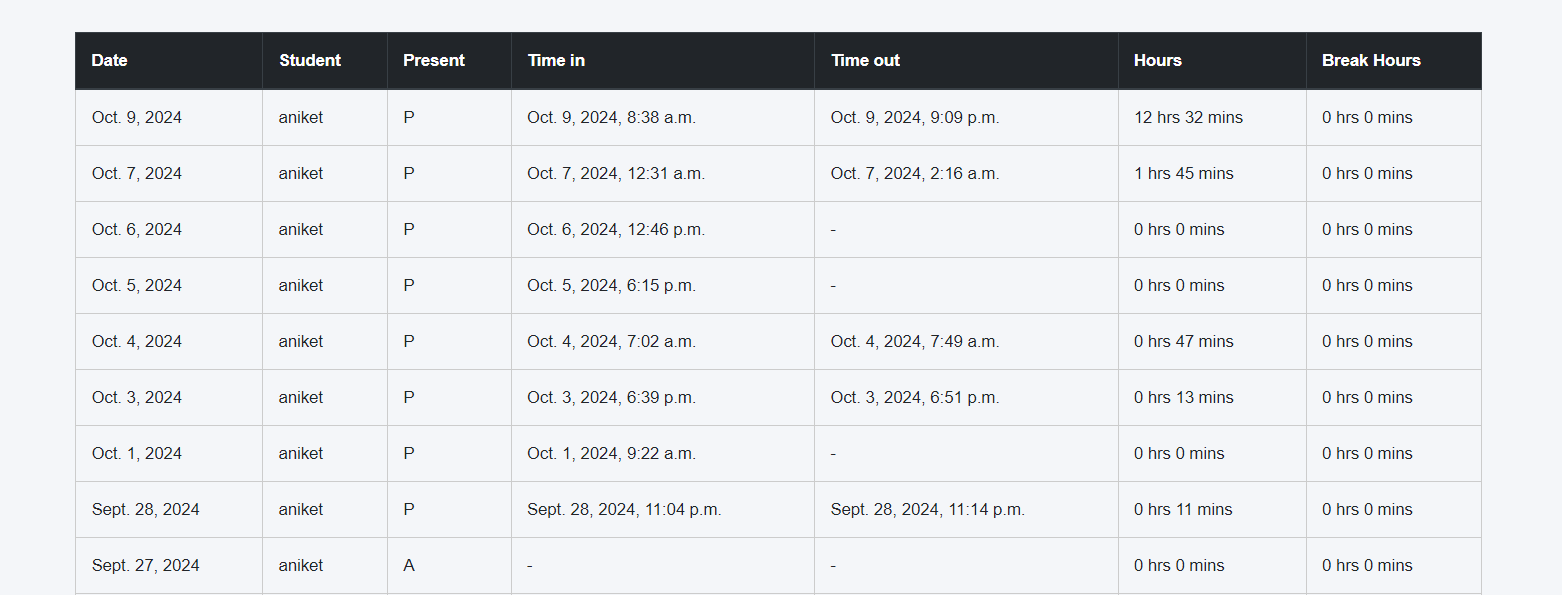 Date Student Present Time in Time out Hours Break Hours
Oct. 9, 2024 aniket P Oct. 9, 2024, 8:38 a.m. Oct. 9, 2024, 9:09 p.m. 12 hrs 32 mins 0 hrs 0 mins
Oct. 7, 2024 aniket P Oct. 7, 2024, 12:31 a.m. Oct. 7, 2024, 2:16 a.m. 1 hrs 45 mins 0 hrs 0 mins
Oct. 6, 2024 aniket P Oct. 6, 2024, 12:46 p.m. - 0 hrs 0 mins 0 hrs 0 mins
Oct. 5, 2024 aniket P Oct. 5, 2024, 6:15 p.m. - 0 hrs 0 mins 0 hrs 0 mins
Oct. 4, 2024 aniket P Oct. 4, 2024, 7:02 a.m. Oct. 4, 2024, 7:49 a.m. 0 hrs 47 mins 0 hrs 0 mins
Oct. 3, 2024 aniket P Oct. 3, 2024, 6:39 p.m. Oct. 3, 2024, 6:51 p.m. 0 hrs 13 mins 0 hrs 0 mins
Oct. 1, 2024 aniket P Oct. 1, 2024, 9:22 a.m. - 0 hrs 0 mins 0 hrs 0 mins
Sept. 28, 2024 aniket P Sept. 28, 2024, 11:04 p.m. Sept. 28, 2024, 11:14 p.m. 0 hrs 11 mins 0 hrs 0 mins
Sept. 27, 2024 aniket A - - 0 hrs 0 mins 0 hrs 0 mins